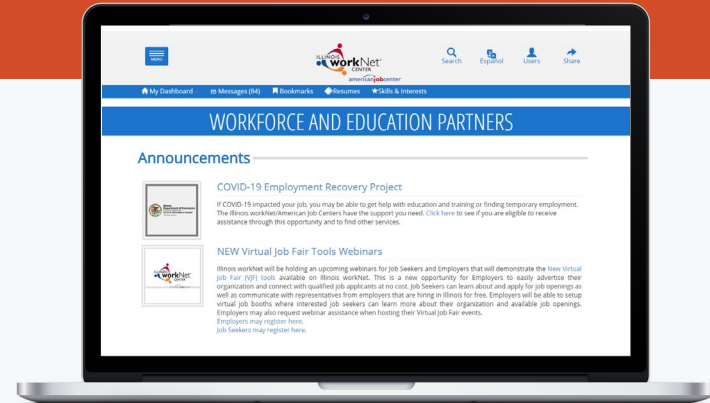 MENU
ILLINOIS
workNet®
CENTER
americanjobcenter
Search
Español
Users
Share
My Dashboard
Messages (84)
Bookmarks
Resumes
Skills & Interests
WORKFORCE AND EDUCATION PARTNERS
Announcements
COVID-19 Employment Recovery Project
If COVID-19 impacted your job, you may be able to get help with education and training or finding temporary employment.
The Illinois workNet/American Job Centers have the support you need. Click here to see if you are eligible to receive
assistance through this opportunity and to find other services.
Illinois
Department of Commerce
NEW Virtual Job Fair Tools Webinars
Illinois workNet will be holding an upcoming webinars for Job Seekers and Employers that will demonstrate the New Virtual
Job Fair (VJF) tools available on Illinois workNet. This is a new opportunity for Employers to easily advertise their
organization and connect with qualified job applicants at no cost. Job Seekers can learn about and apply for job openings as
well as communicate with representatives from employers that are hiring in Illinois for free. Employers will be able to setup
virtual job booths where interested job seekers can learn more about their organization and available job openings.
Employers may also request webinar assistance when hosting their Virtual Job Fair events.
Employers may register here.
Job Seekers may register here.
ILLINOIS
workNet
CENTER